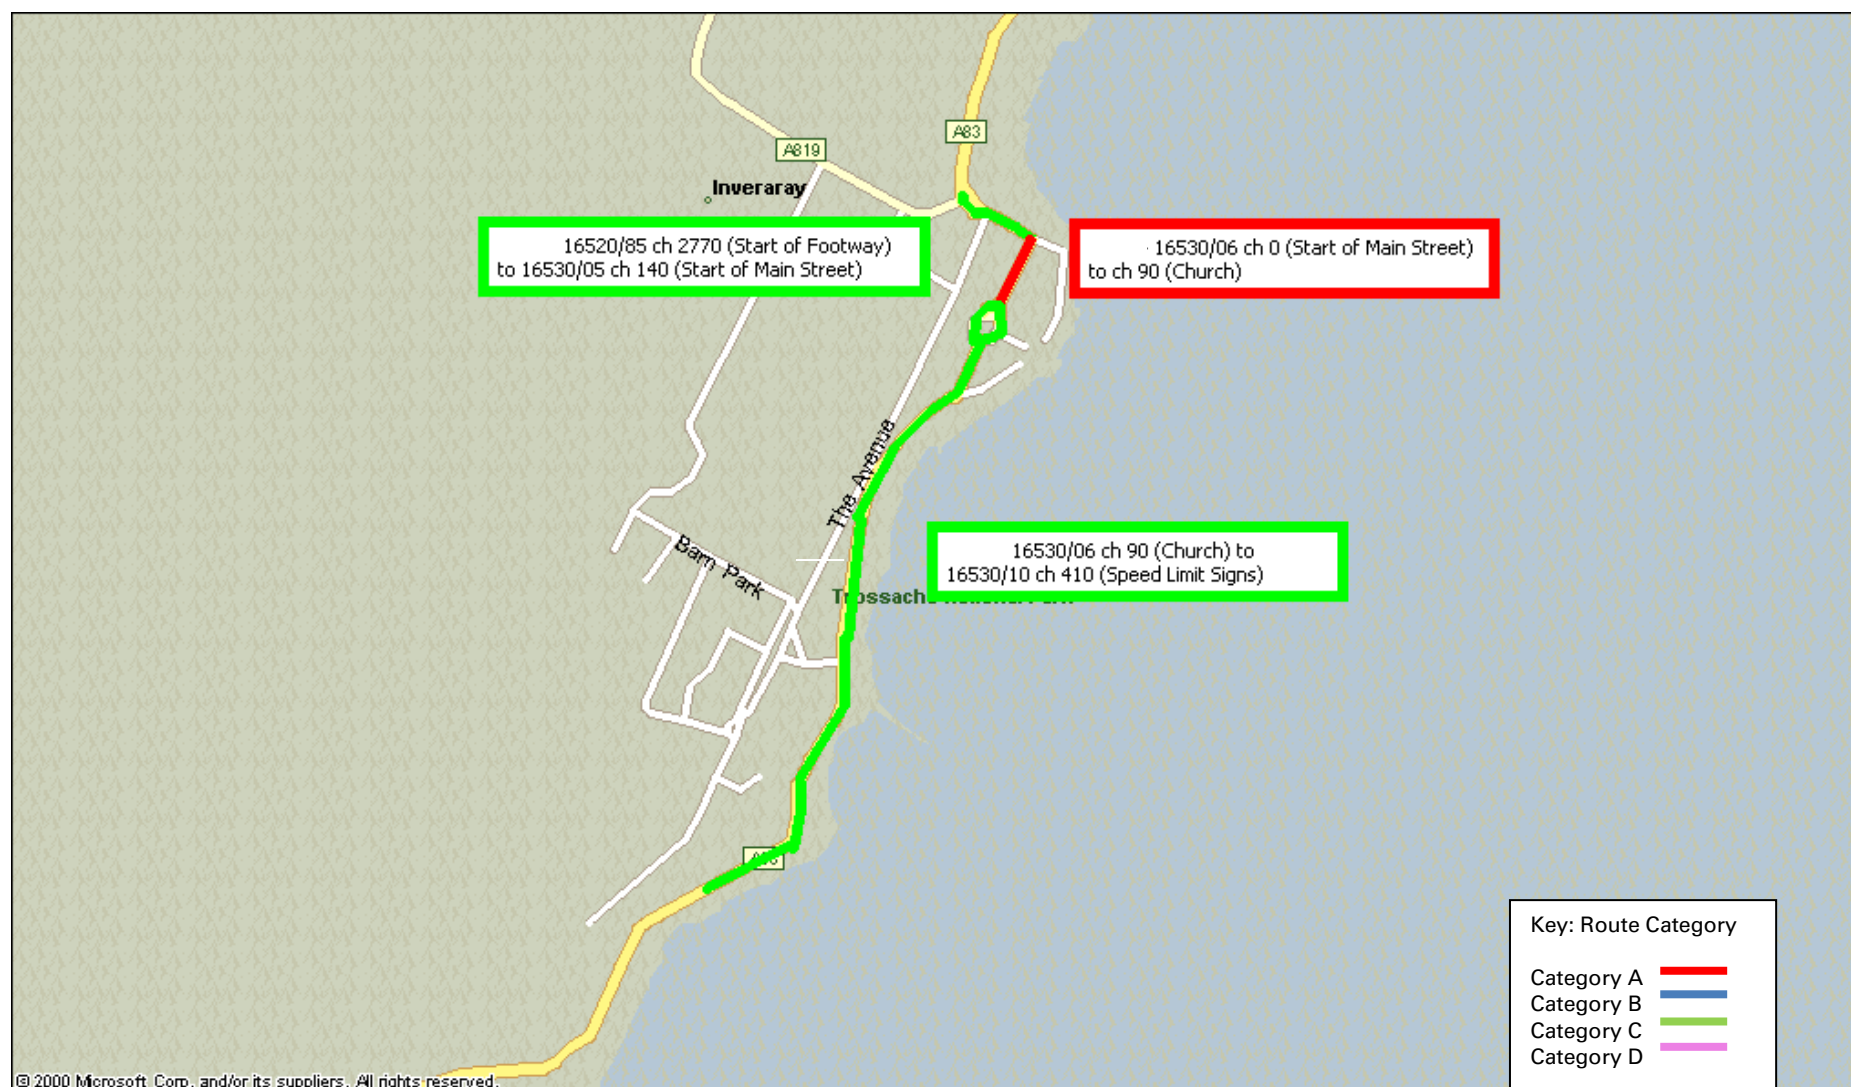 A83
A819
Inveraray
16520/85 ch 2770 (Start of Footway)
to 16530/05 ch 140 (Start of Main Street)
16530/06 ch 0 (Start of Main Street)
to ch 90 (Church)
The Avenue
16530/06 ch 90 (Church) to
16530/10 ch 410 (Speed Limit Signs)
Barn Park
Trossachs National Park
Key: Route Category
Category A
Category B
Category C
Category D
© 2000 Microsoft Corp. and/or its suppliers. All rights reserved.